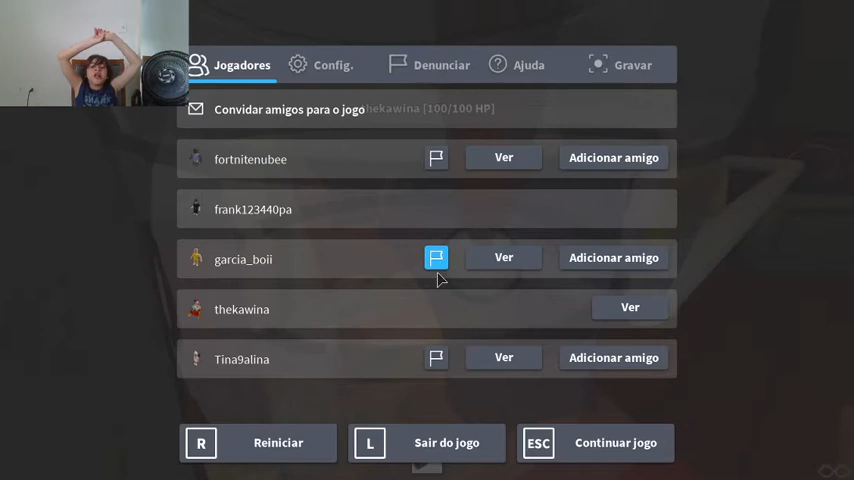 Jogadores Config. Denunciar Ajuda Gravar
Convidar amigos para o jogo
thekawina [100/100 HP]
fortnitenubee Ver Adicionar amigo
frank123440pa
garcia_boii Ver Adicionar amigo
thekawina Ver
Tina9alina Ver Adicionar amigo
R Reiniciar L Sair do jogo ESC Continuar jogo